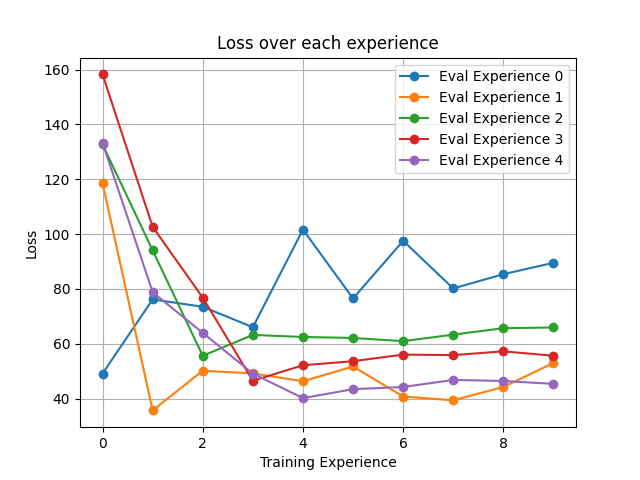 Loss over each experience
160
140
120
100
80
60
40
Loss
Eval Experience 0
Eval Experience 1
Eval Experience 2
Eval Experience 3
Eval Experience 4
0 2 4 6 8
Training Experience